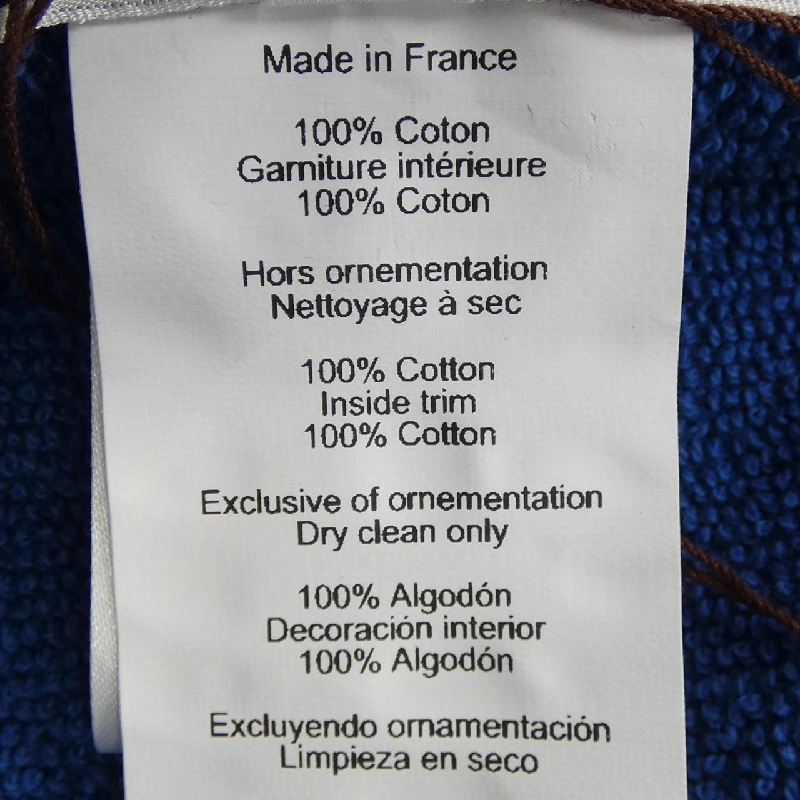 Made in France
100% Coton
Garniture intérieure
100% Coton
Hors ornementation
Nettoyage à sec
100% Cotton
Inside trim
100% Cotton
Exclusive of ornementation
Dry clean only
100% Algodón
Decoración interior
100% Algodón
Excluyendo ornamentación
Limpieza en seco